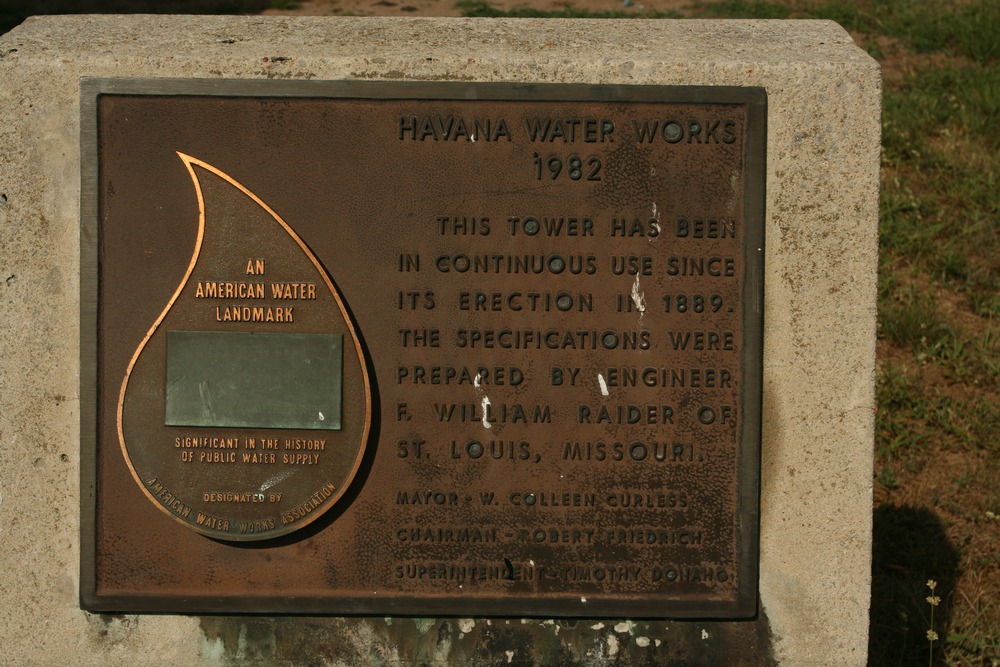 HAVANA WATER WORKS
1982
THIS TOWER HAS BEEN
IN CONTINUOUS USE SINCE
ITS ERECTION IN 1889.
THE SPECIFICATIONS WERE
PREPARED BY ENGINEER
F. WILLIAM RAIDER OF
ST. LOUIS, MISSOURI.
MAYOR - W. COLLEEN CURLESS
CHAIRMAN - ROBERT FRIEDRICH
SUPERINTENDENT - TIMOTHY DONAHO
AN
AMERICAN WATER
LANDMARK
SIGNIFICANT IN THE HISTORY
OF PUBLIC WATER SUPPLY
DESIGNATED BY
AMERICAN WATER WORKS ASSOCIATION